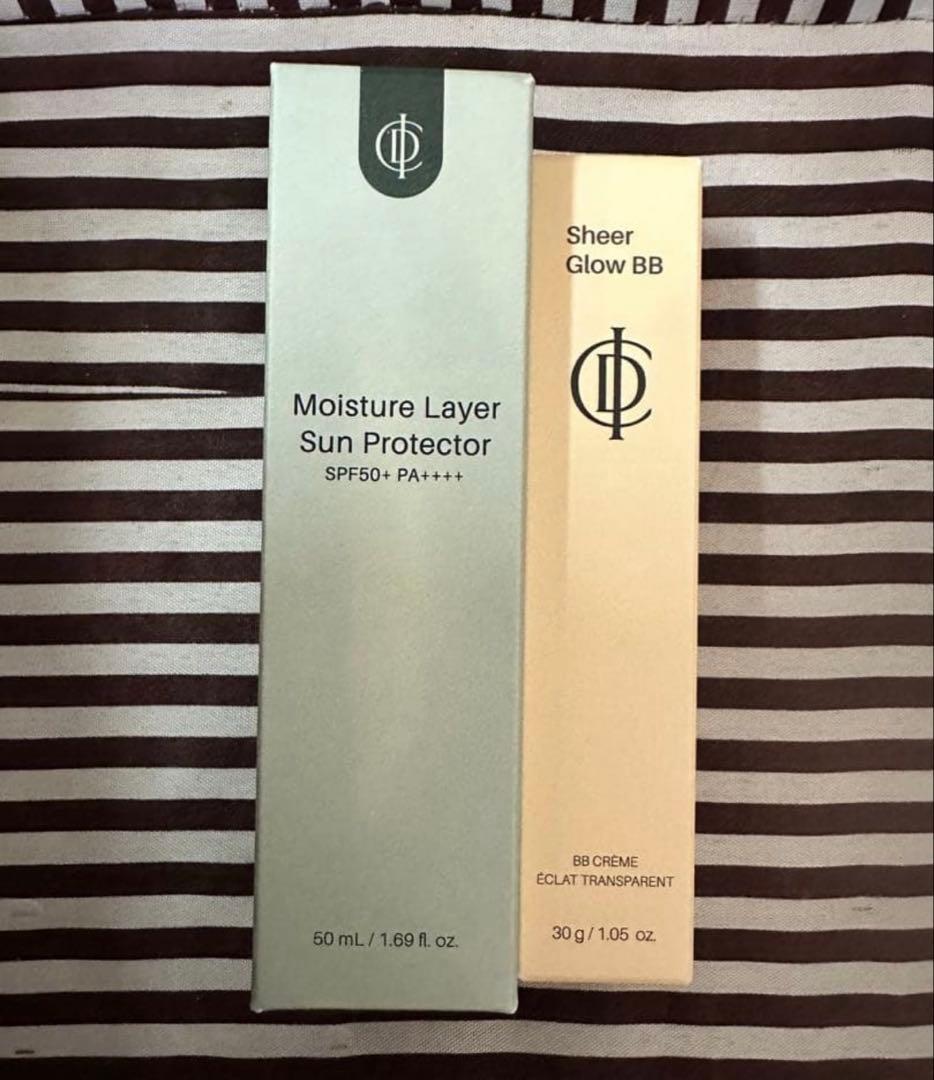 Moisture Layer
Sun Protector
SPF50+ PA++++
50 mL / 1.69 fl. oz.
Sheer
Glow BB
BB CRÈME
ÉCLAT TRANSPARENT
30 g / 1.05 oz.